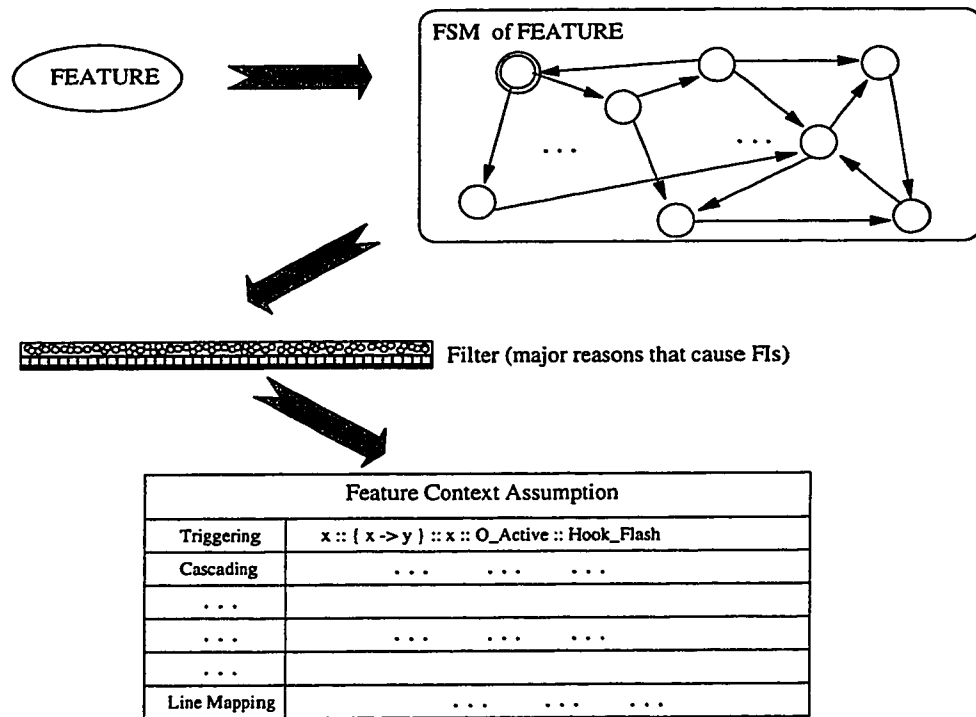 FSM of FEATURE
FEATURE
. . .
. . .
Filter (major reasons that cause FIs)
Feature Context Assumption
Triggering x :: { x -> y } :: x :: O_Active :: Hook_Flash
Cascading . . . . . . . . .
. . .
. . . . . . . . . . . .
. . .
Line Mapping . . . . . . . . .